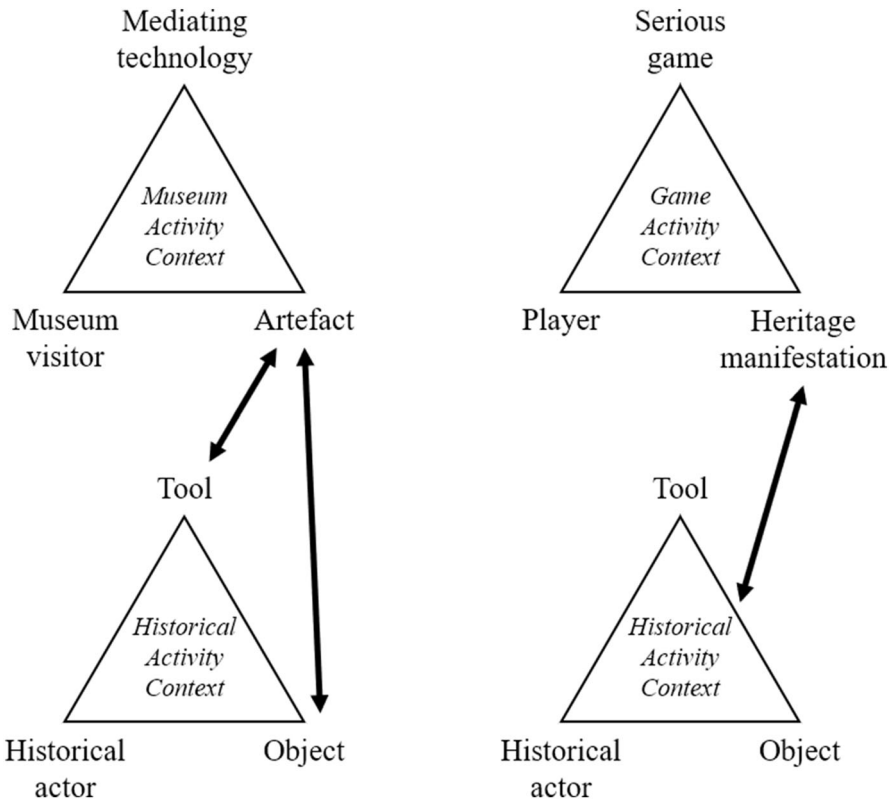 Mediating
technology
Museum
Activity
Context
Museum
visitor
Artefact
Tool
Historical
Activity
Context
Historical
actor
Object
Serious
game
Game
Activity
Context
Player
Heritage
manifestation
Tool
Historical
Activity
Context
Historical
actor
Object